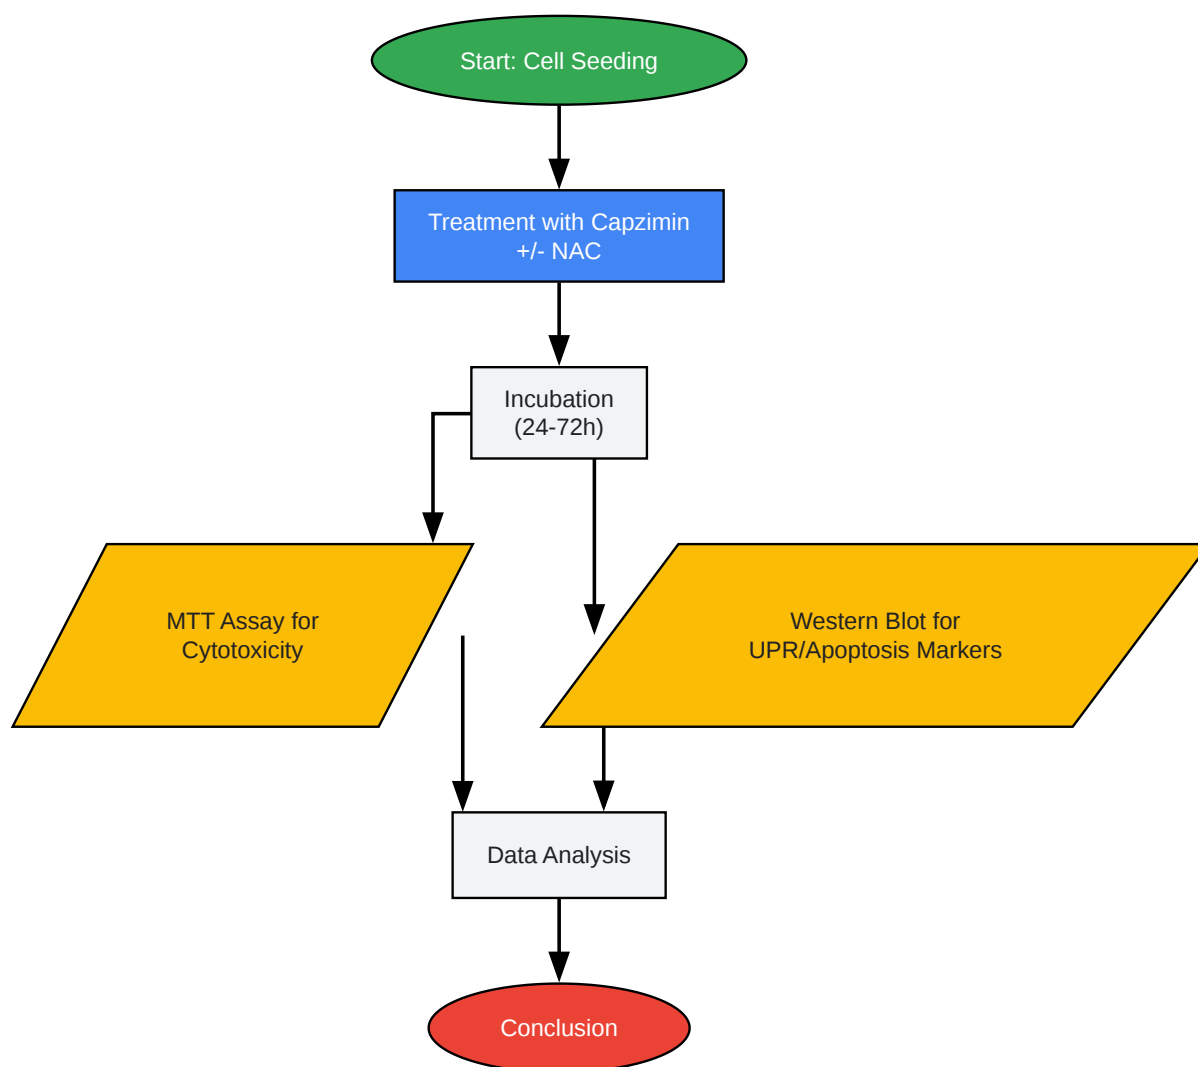 Start: Cell Seeding
Treatment with Capzimin
+/- NAC
Incubation
(24-72h)
MTT Assay for
Cytotoxicity
Western Blot for
UPR/Apoptosis Markers
Data Analysis
Conclusion